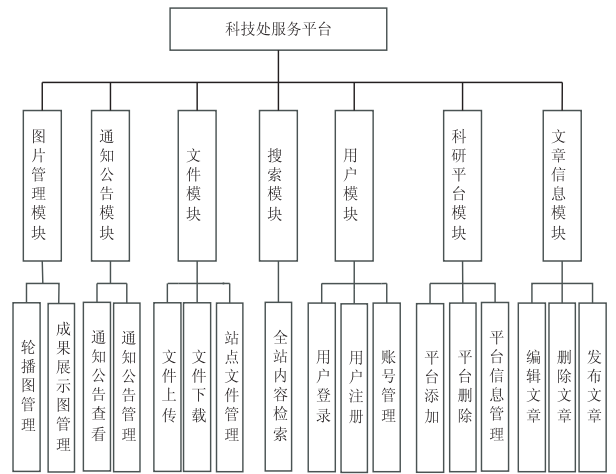 科技处服务平台
图片管理模块
通知公告模块
文件模块
搜索模块
用户模块
科研平台模块
文章信息模块
轮播图管理
成果展示图管理
通知公告查看
通知公告管理
文件上传
文件下载
站点文件管理
全站内容检索
用户登录
用户注册
账号管理
平台添加
平台删除
平台信息管理
编辑文章
删除文章
发布文章